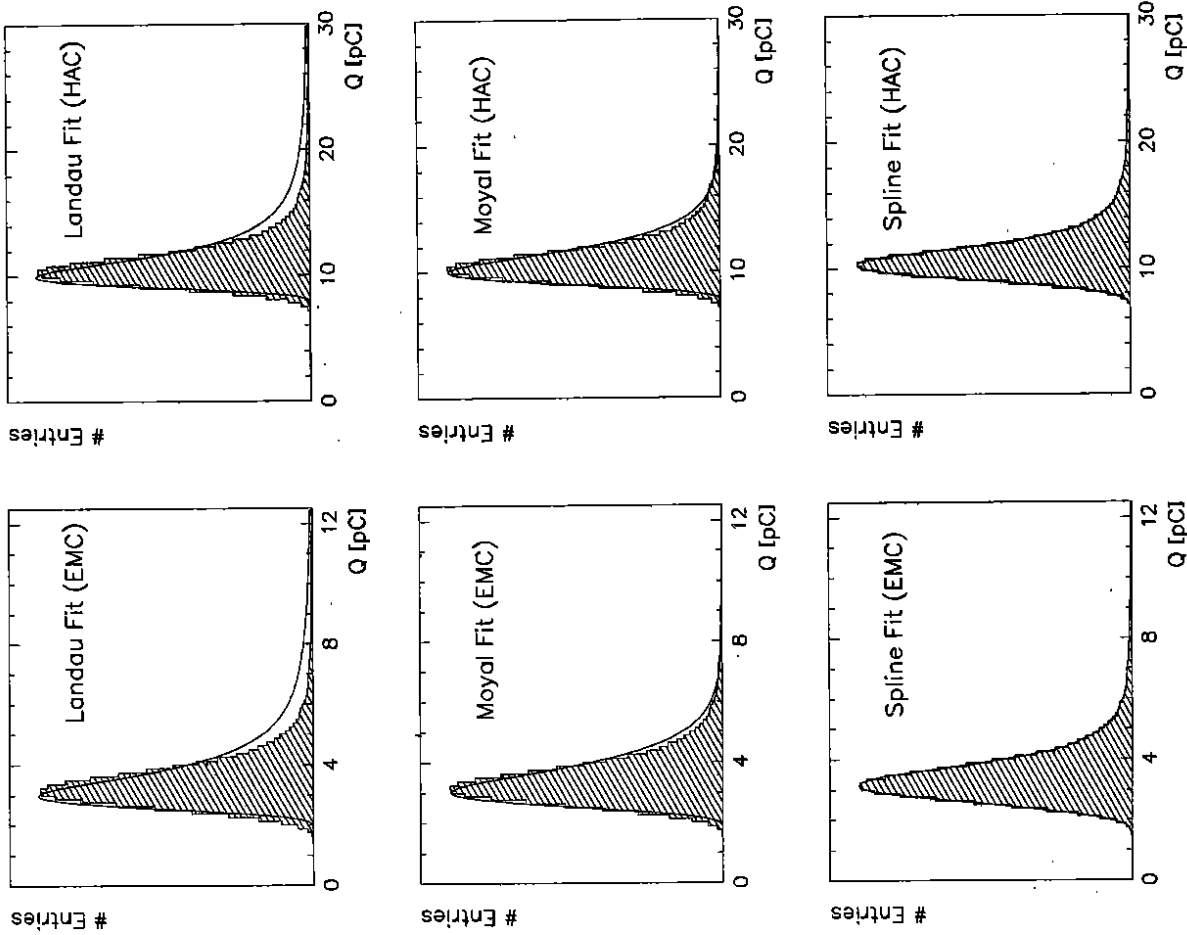 # Entries
Landau Fit (EMC)
0 4 8 12
Q [pC]
# Entries
Landau Fit (HAC)
0 10 20 30
Q [pC]
# Entries
Moyal Fit (EMC)
0 4 8 12
Q [pC]
# Entries
Moyal Fit (HAC)
0 10 20 30
Q [pC]
# Entries
Spline Fit (EMC)
0 4 8 12
Q [pC]
# Entries
Spline Fit (HAC)
0 10 20 30
Q [pC]